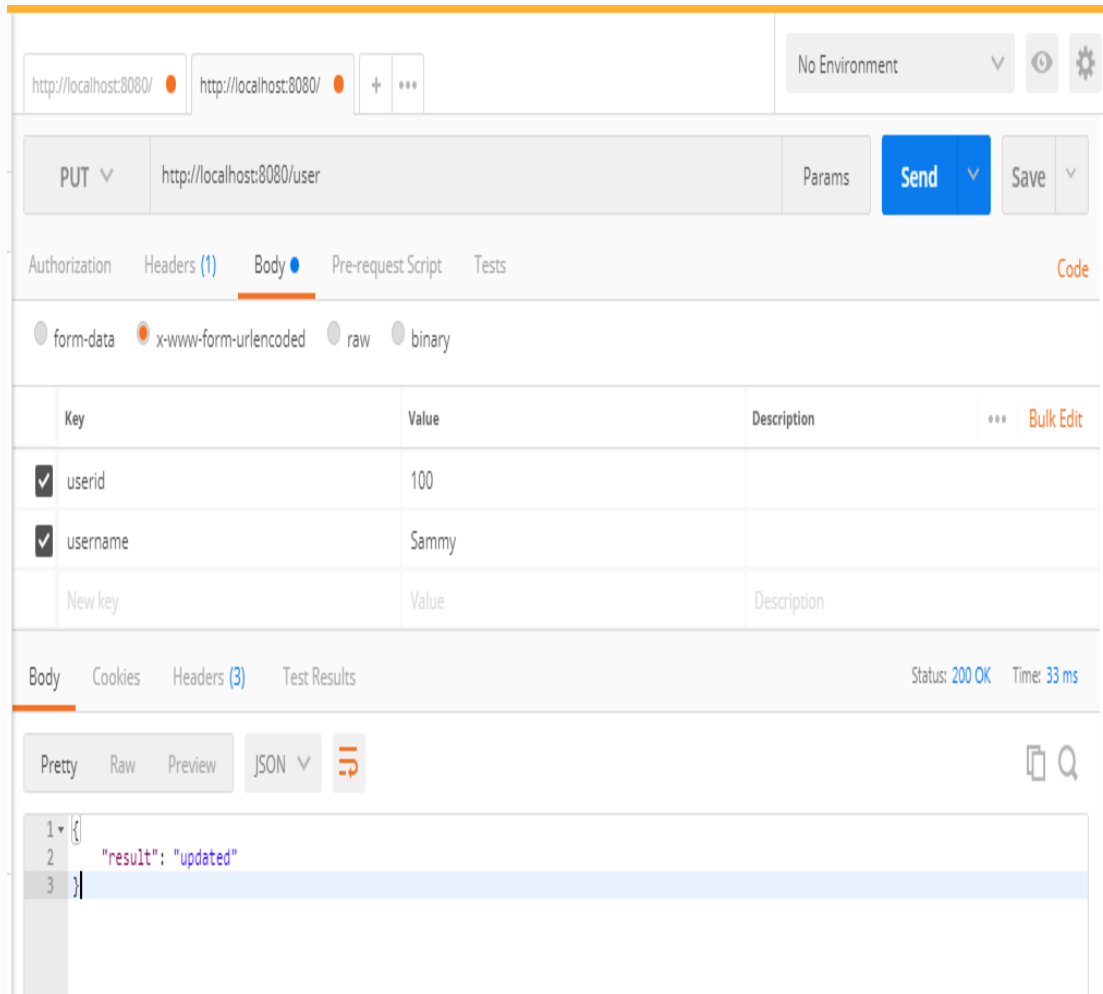 No Environment
http://localhost:8080/ http://localhost:8080/ + •••
PUT http://localhost:8080/user Params Send Save
Authorization Headers (1) Body Pre-request Script Tests Code
form-data x-www-form-urlencoded raw binary
Key Value Description ••• Bulk Edit
userid 100
username Sammy
New key Value Description
Body Cookies Headers (3) Test Results Status: 200 OK Time: 33 ms
Pretty Raw Preview JSON
1 {
2 "result": "updated"
3 }